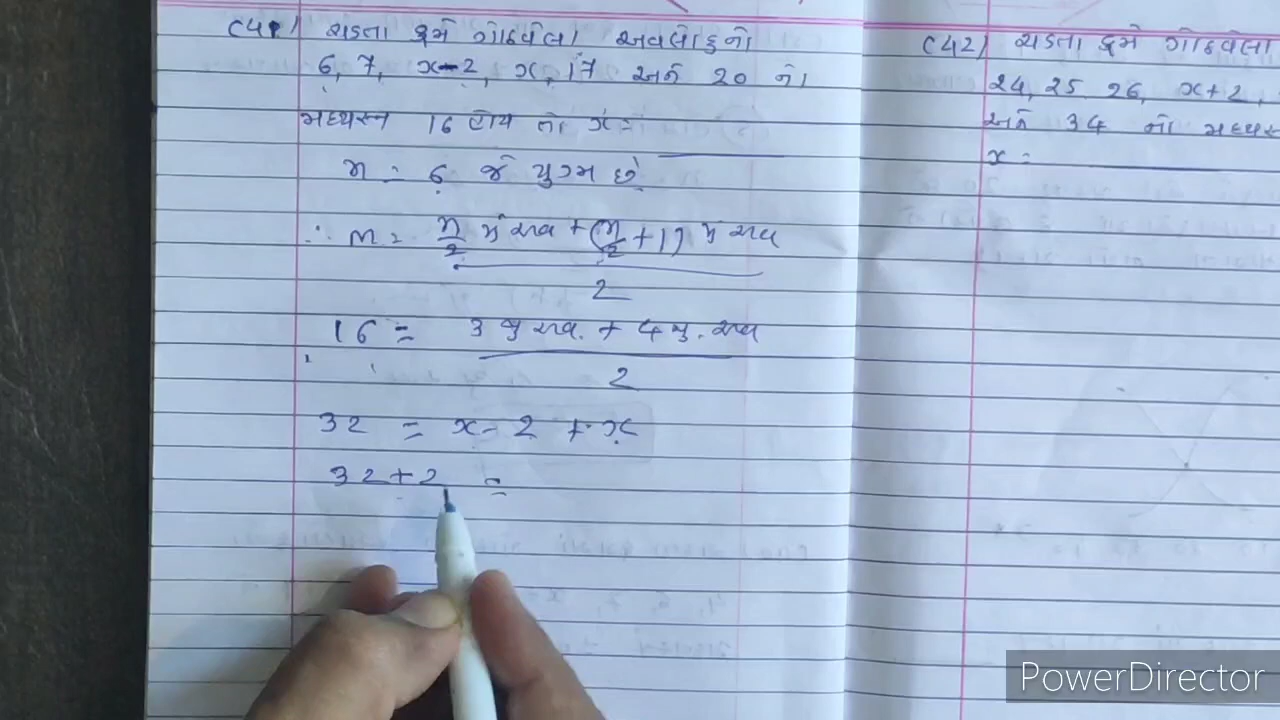 (41) ચડતા ક્રમે ગોઠવેલા અવલોકનો
6, 7, x-2, x, 17 અને 20 નો
મધ્યસ્થ 16 હોય તો x =
n = 6 જે યુગ્મ છે
∴ M = n/2 મું અવ + (n/2 + 1) મું અવ
2
16 = 3 જું અવ. + 4 થું. અવ
2
32 = x - 2 + x
32 + 2 =
(42) ચડતા ક્રમે ગોઠવેલા
24, 25, 26, x+2,
અને 34 નો મધ્યસ્
x =
PowerDirector